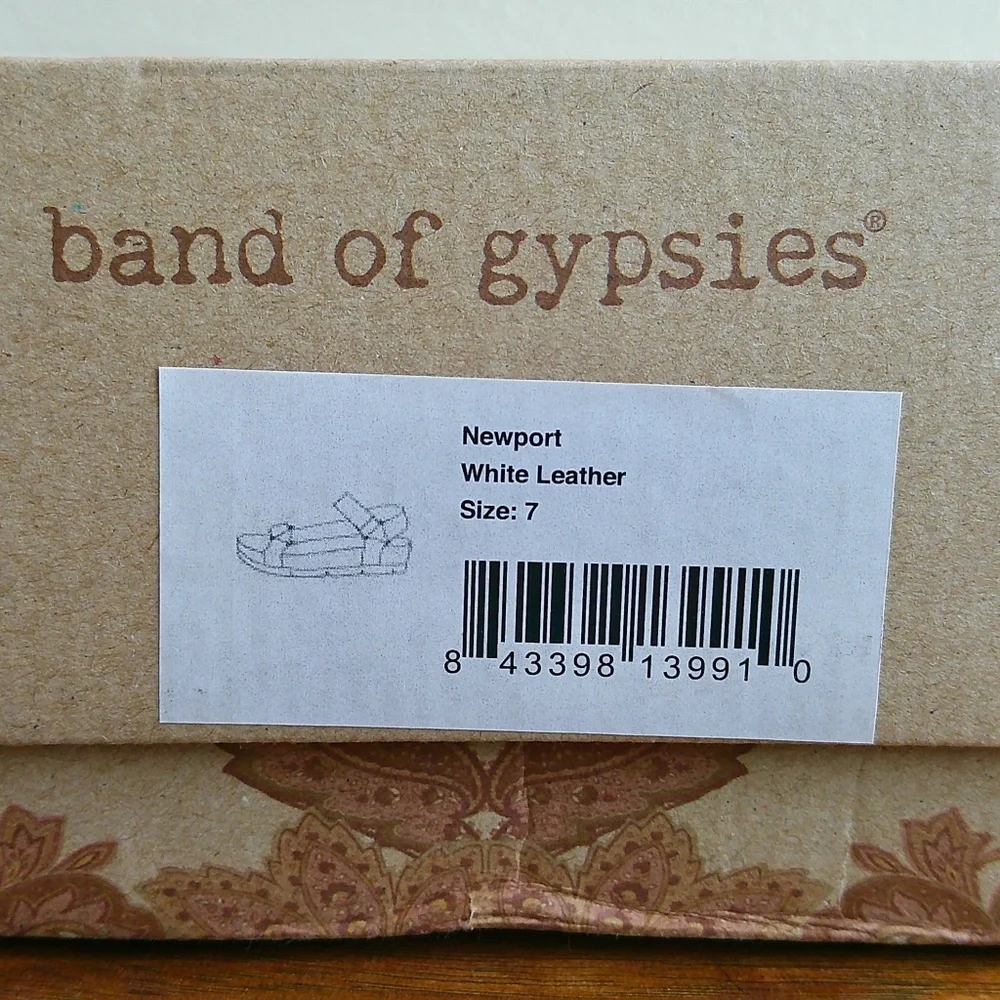 band of gypsies®
Newport
White Leather
Size: 7
8 43398 13991 0